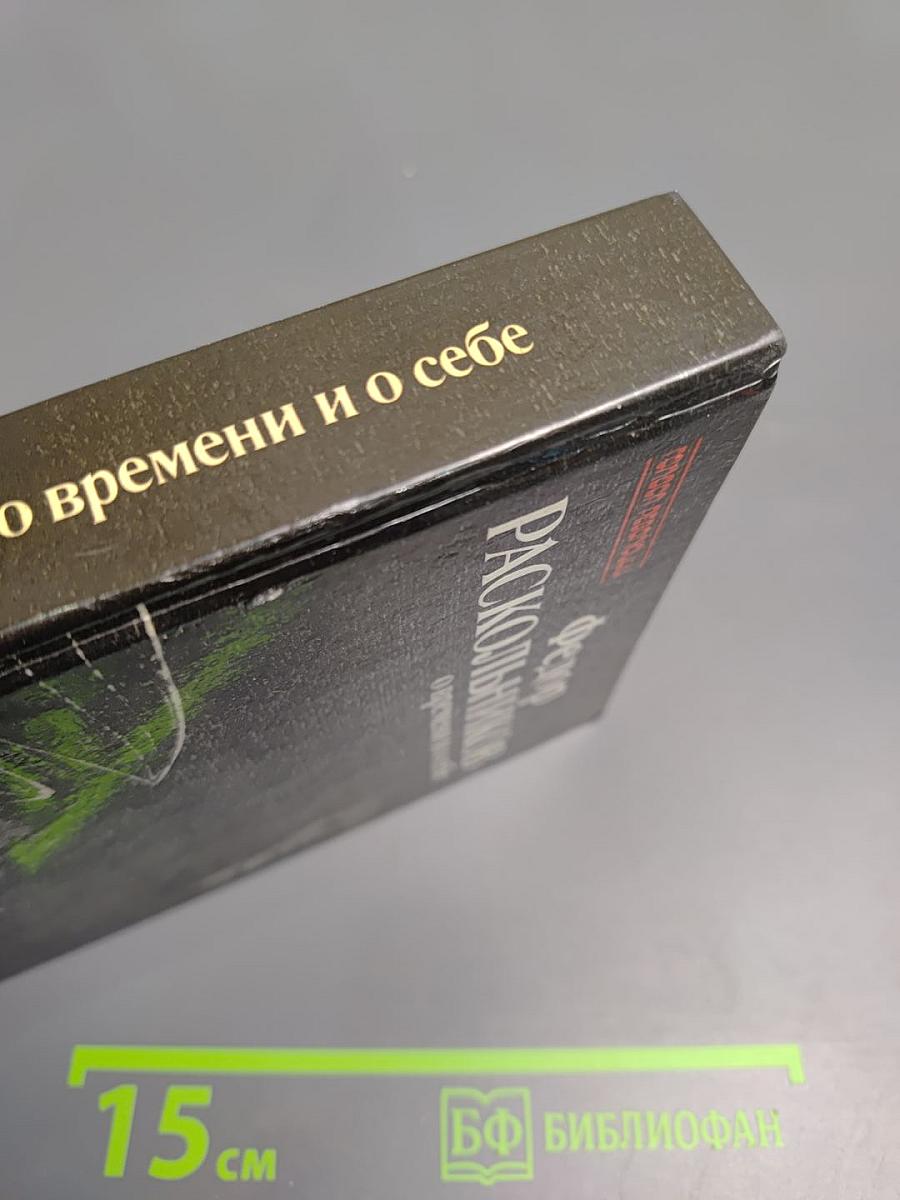 о времени и о себе
Федор
РАСКОЛЬНИКОВ
15 см
БФ БИБЛИОФАН